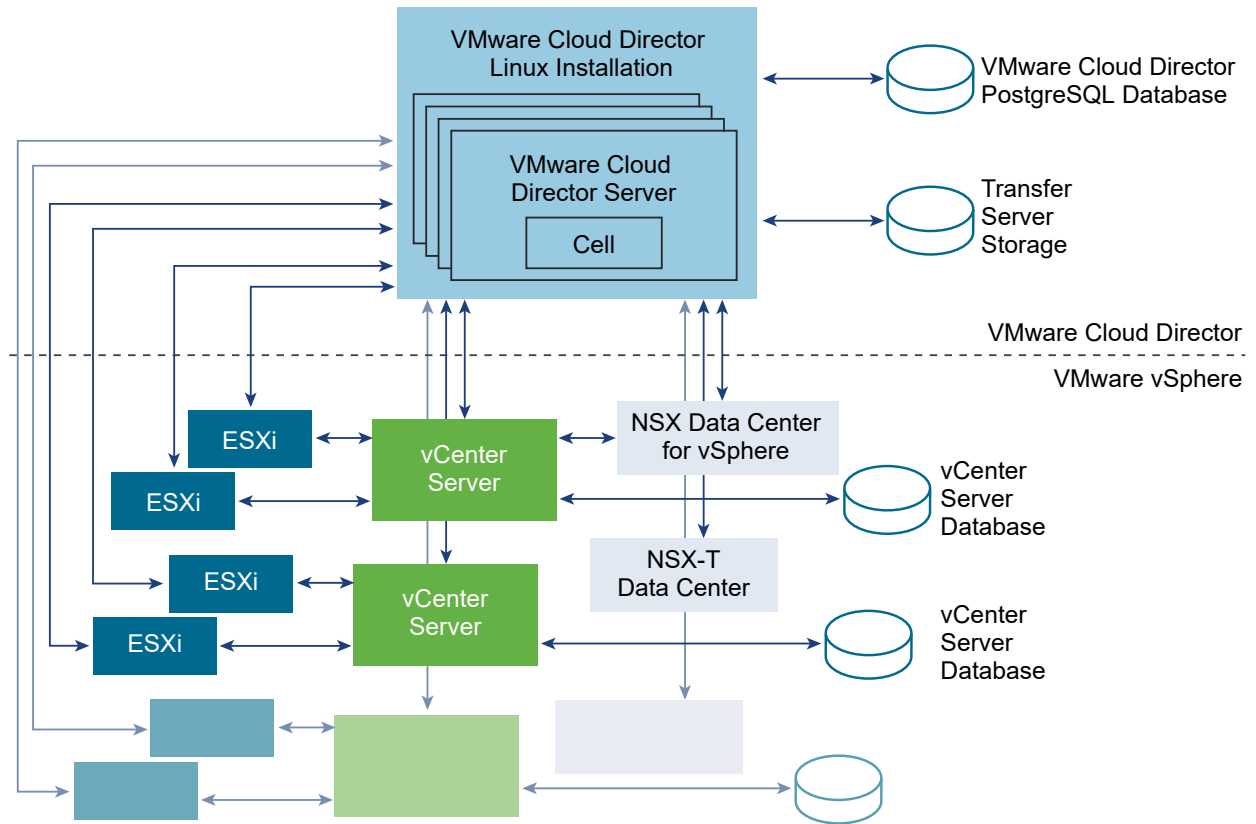 VMware Cloud Director
Linux Installation
VMware Cloud
Director Server
Cell
VMware Cloud Director
PostgreSQL Database
Transfer
Server
Storage
VMware Cloud Director
VMware vSphere
ESXi
vCenter
Server
NSX Data Center
for vSphere
ESXi
vCenter
Server
Database
ESXi
vCenter
Server
NSX-T
Data Center
ESXi
vCenter
Server
Database